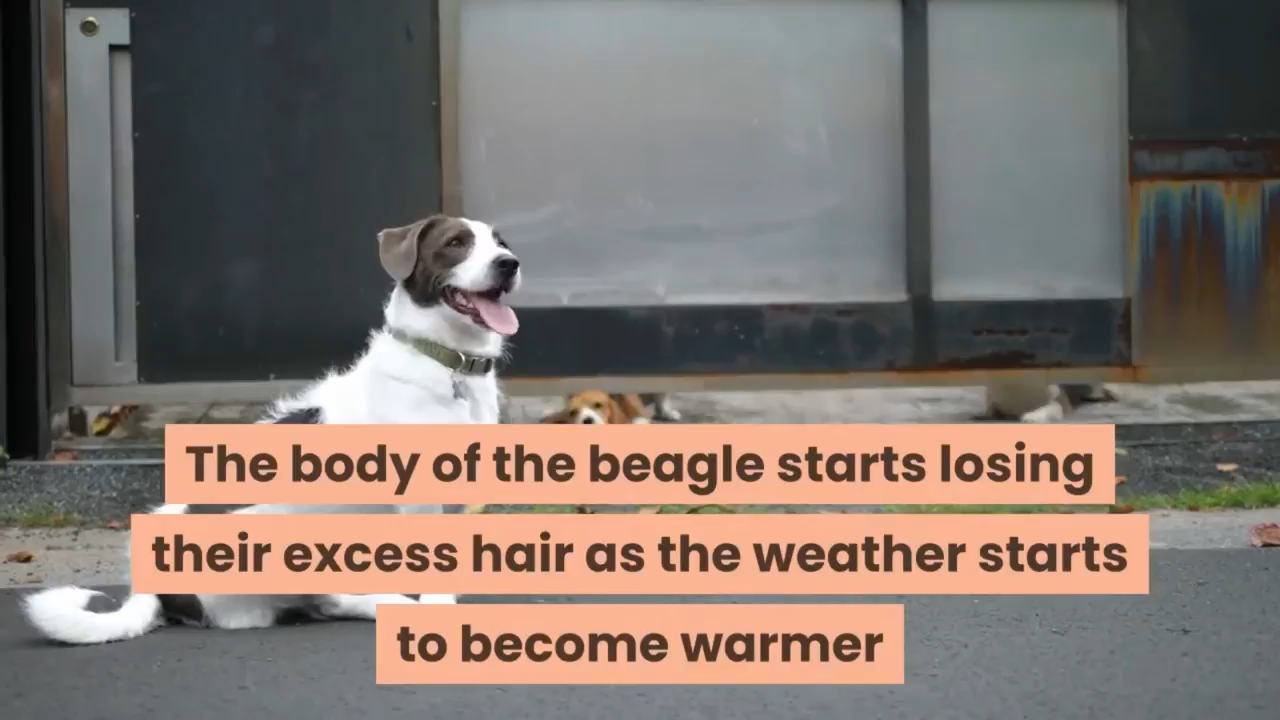 The body of the beagle starts losing
their excess hair as the weather starts
to become warmer